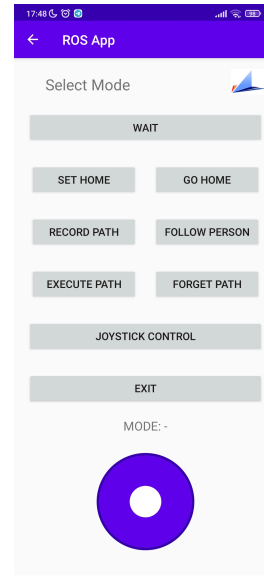 17:48
ROS App
Select Mode
WAIT
SET HOME
GO HOME
RECORD PATH
FOLLOW PERSON
EXECUTE PATH
FORGET PATH
JOYSTICK CONTROL
EXIT
MODE: -